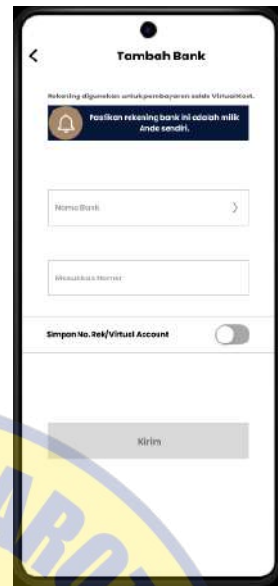 Tambah Bank
Rekening digunakan untuk pembayaran saldo VirtualKost.
Pastikan rekening bank ini adalah milik
Anda sendiri.
Nama Bank
Masukkan Nomor
Simpan No. Rek/Virtual Account
Kirim